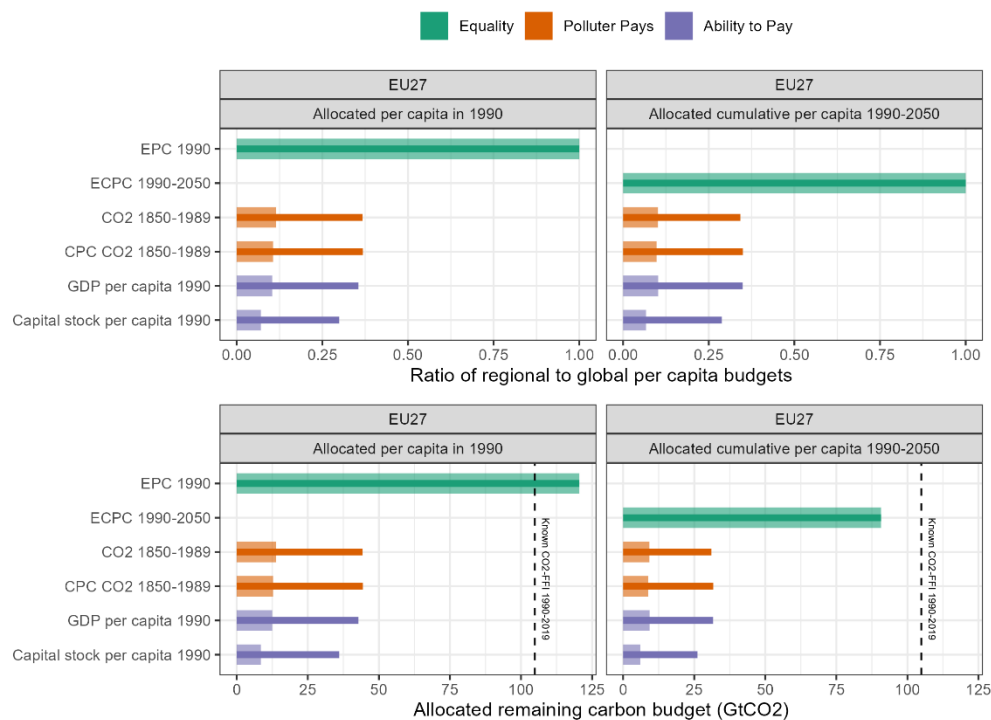 Equality Polluter Pays Ability to Pay
EU27 EU27
Allocated per capita in 1990 Allocated cumulative per capita 1990-2050
EPC 1990
ECPC 1990-2050
CO2 1850-1989
CPC CO2 1850-1989
GDP per capita 1990
Capital stock per capita 1990
0.00 0.25 0.50 0.75 1.00 0.00 0.25 0.50 0.75 1.00
Ratio of regional to global per capita budgets
EU27 EU27
Allocated per capita in 1990 Allocated cumulative per capita 1990-2050
EPC 1990
ECPC 1990-2050
CO2 1850-1989
CPC CO2 1850-1989
GDP per capita 1990
Capital stock per capita 1990
Known CO2-FFI 1990-2019
Known CO2-FFI 1990-2019
0 25 50 75 100 125 0 25 50 75 100 125
Allocated remaining carbon budget (GtCO2)